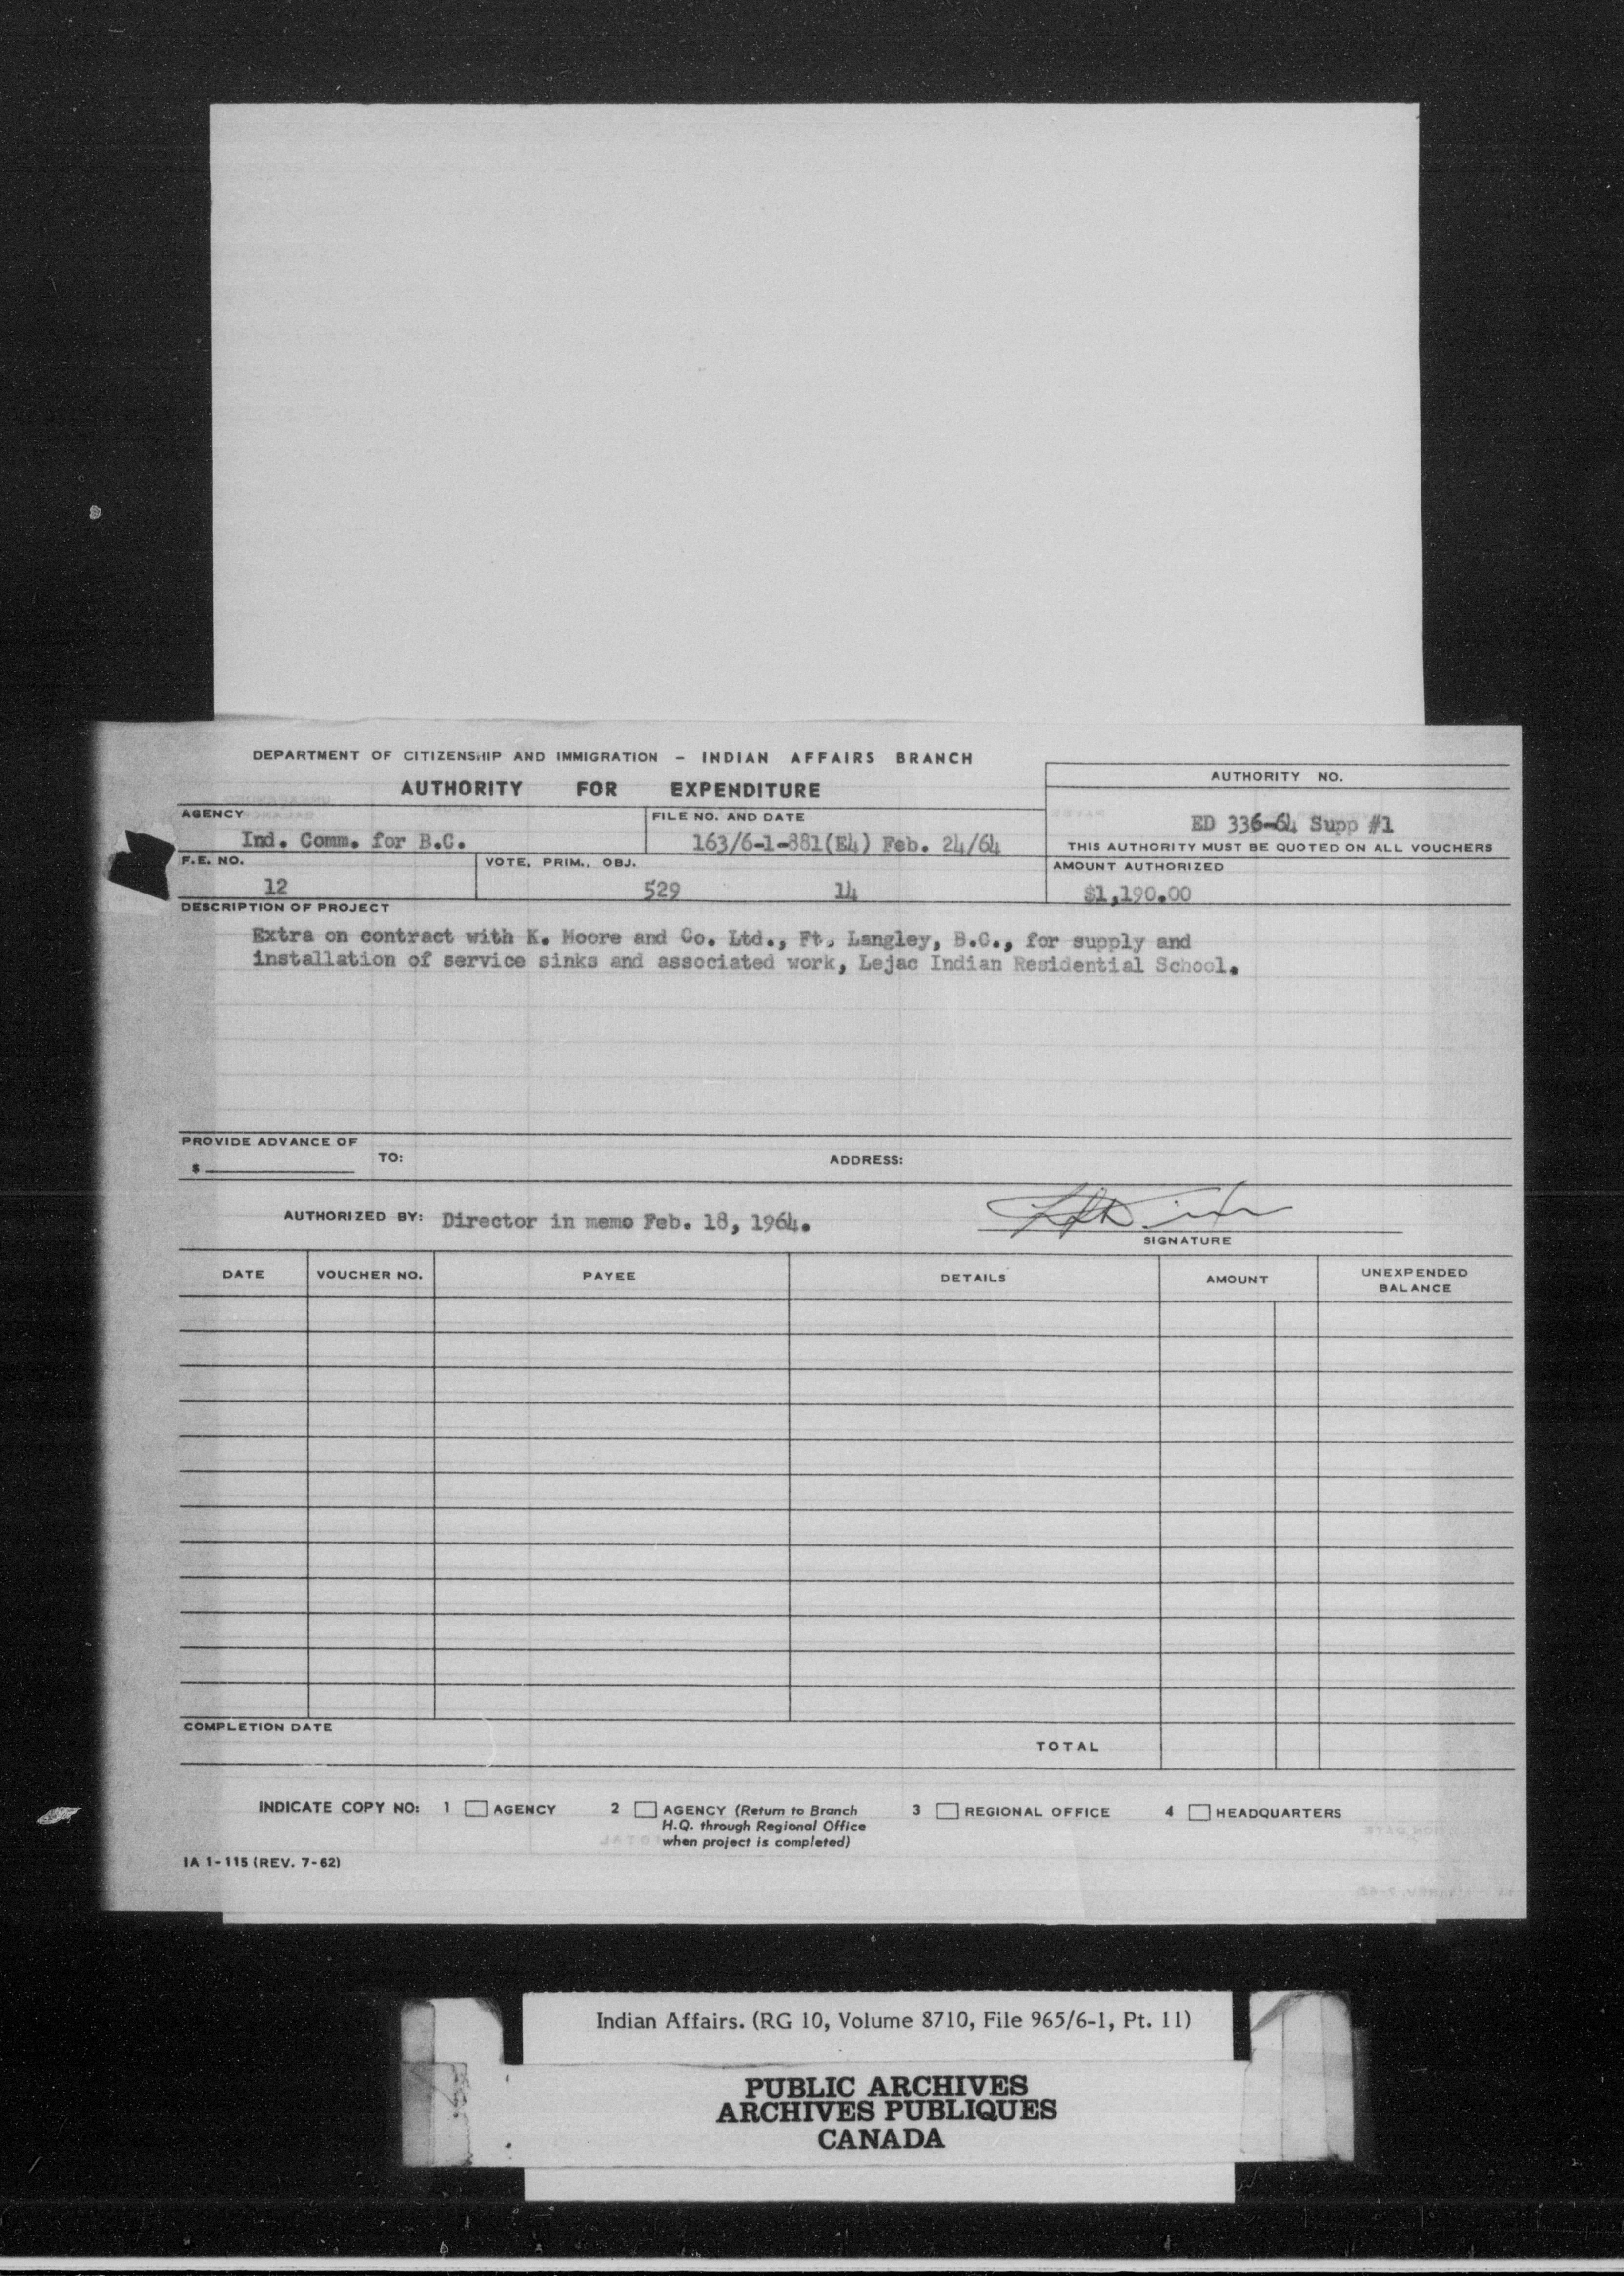 DEPARTMENT OF CITIZENSHIP AND IMMIGRATION – INDIAN AFFAIRS BRANCH
AUTHORITY FOR EXPENDITURE
AUTHORITY NO.
ED 336-64 Supp #1
THIS AUTHORITY MUST BE QUOTED ON ALL VOUCHERS
AGENCY
Ind. Comm. for B.C.
FILE NO. AND DATE
163/6-1-881(E4) Feb. 24/64
F.E. NO.
12
VOTE, PRIM., OBJ.
529 14
AMOUNT AUTHORIZED
$1,190.00
DESCRIPTION OF PROJECT
Extra on contract with K. Moore and Co. Ltd., Ft. Langley, B.C., for supply and
installation of service sinks and associated work, Lejac Indian Residential School.
PROVIDE ADVANCE OF
$ TO: ADDRESS:
AUTHORIZED BY: Director in memo Feb. 18, 1964.
SIGNATURE
DATE VOUCHER NO. PAYEE DETAILS AMOUNT UNEXPENDED BALANCE
COMPLETION DATE
TOTAL
INDICATE COPY NO: 1 AGENCY 2 AGENCY (Return to Branch 3 REGIONAL OFFICE 4 HEADQUARTERS
H.Q. through Regional Office
when project is completed)
IA 1-115 (REV. 7-62)
Indian Affairs. (RG 10, Volume 8710, File 965/6-1, Pt. 11)
PUBLIC ARCHIVES
ARCHIVES PUBLIQUES
CANADA